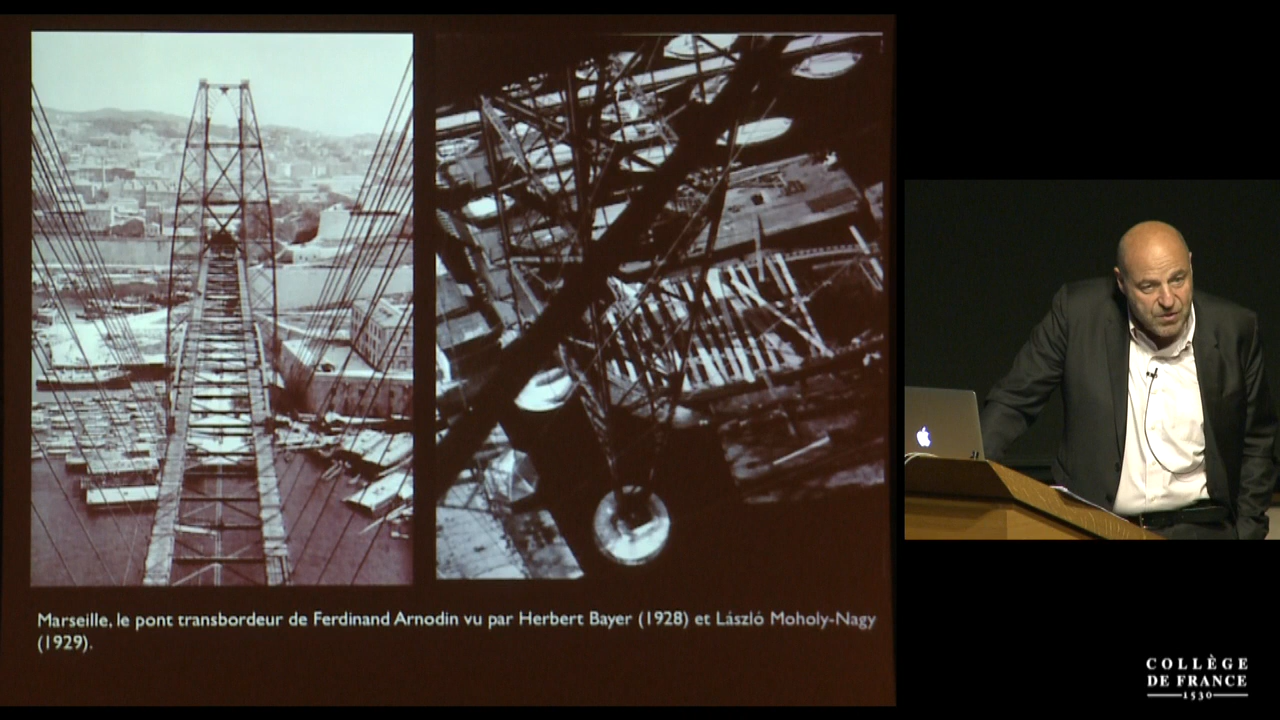 Marseille, le pont transbordeur de Ferdinand Arnodin vu par Herbert Bayer (1928) et László Moholy-Nagy
(1929).
COLLÈGE
DE FRANCE
1530